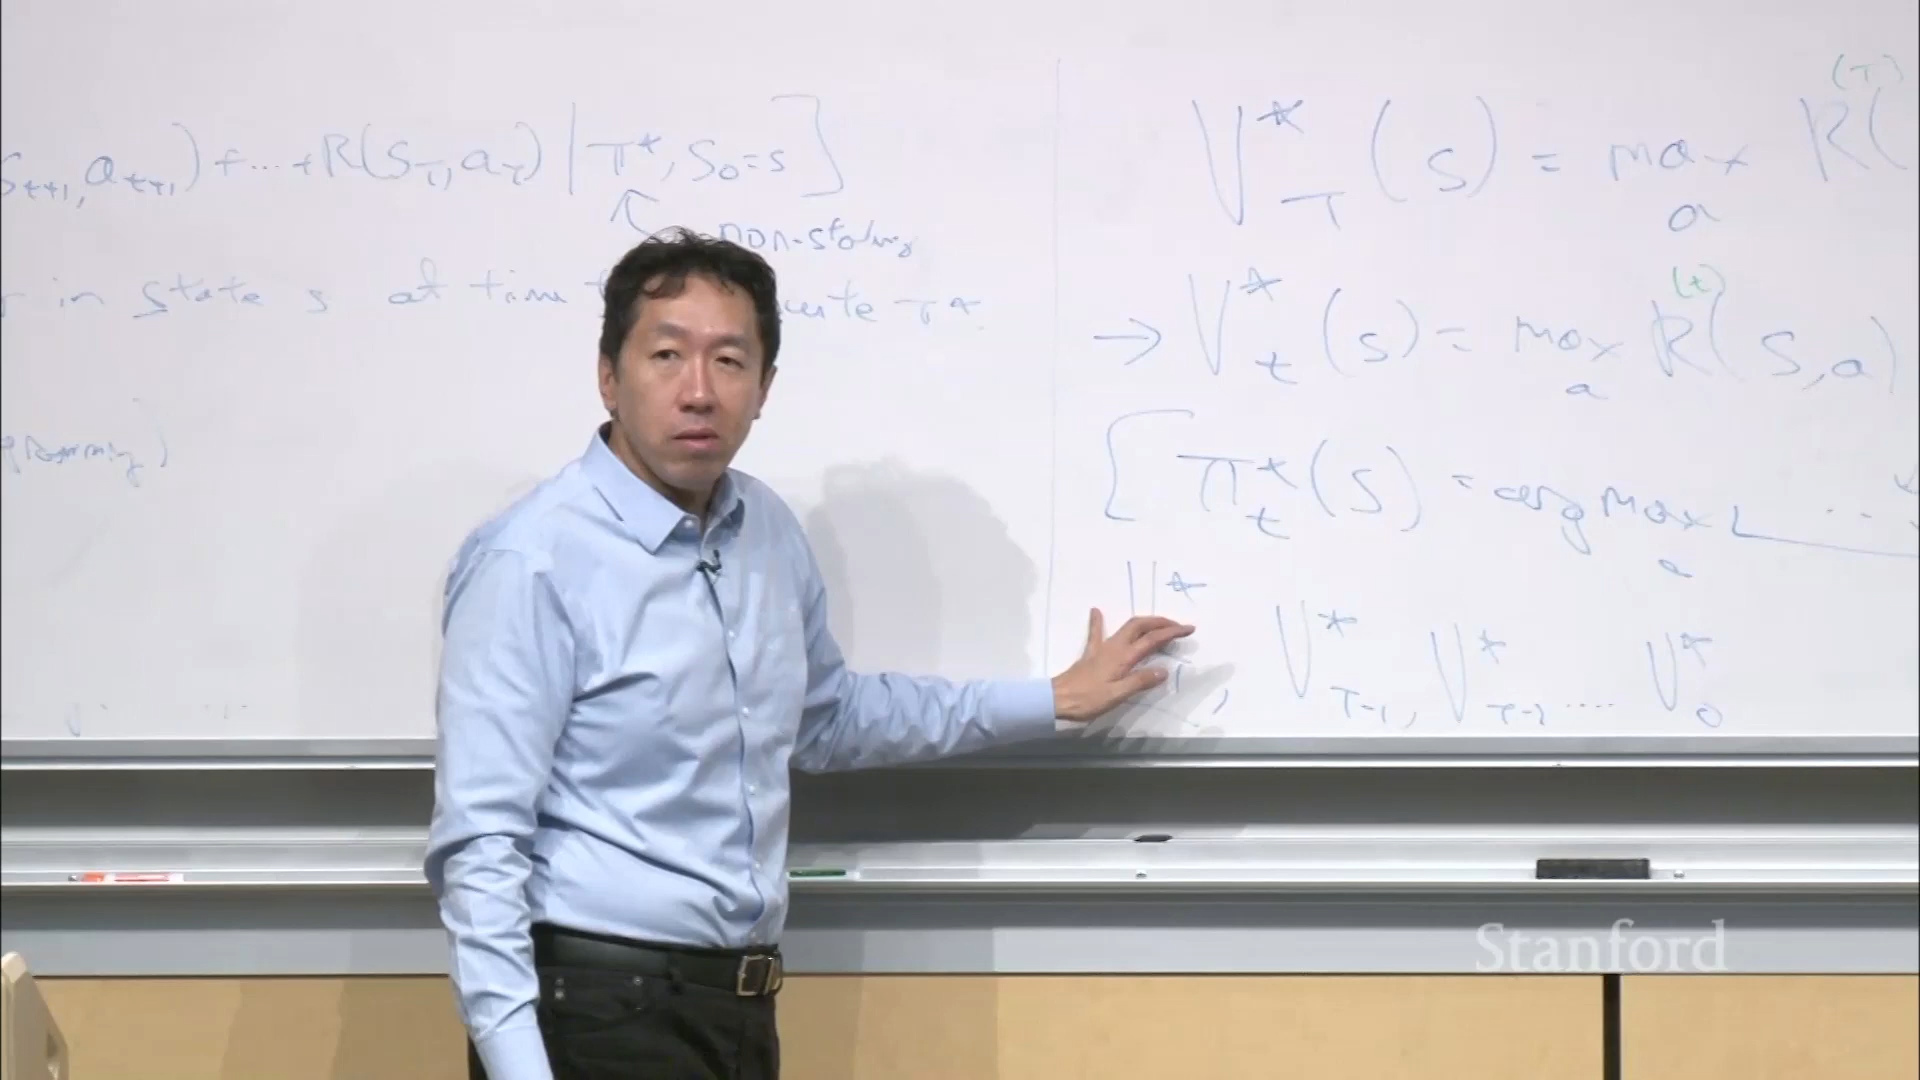 S_{t+1}, a_{t+1}) + ... + R(S_T, a_T) | π*, S_0 = s]
non-stationary
in state s at time
execute π*.
V*_T(s) = max_a R^{(T)}(
→ V*_t(s) = max_a R^{(t)}(s, a)
[π*_t(s) = arg max_a [ ...
V*_T, V*_{T-1}, V*_{T-2} .... V*_0
Stanford